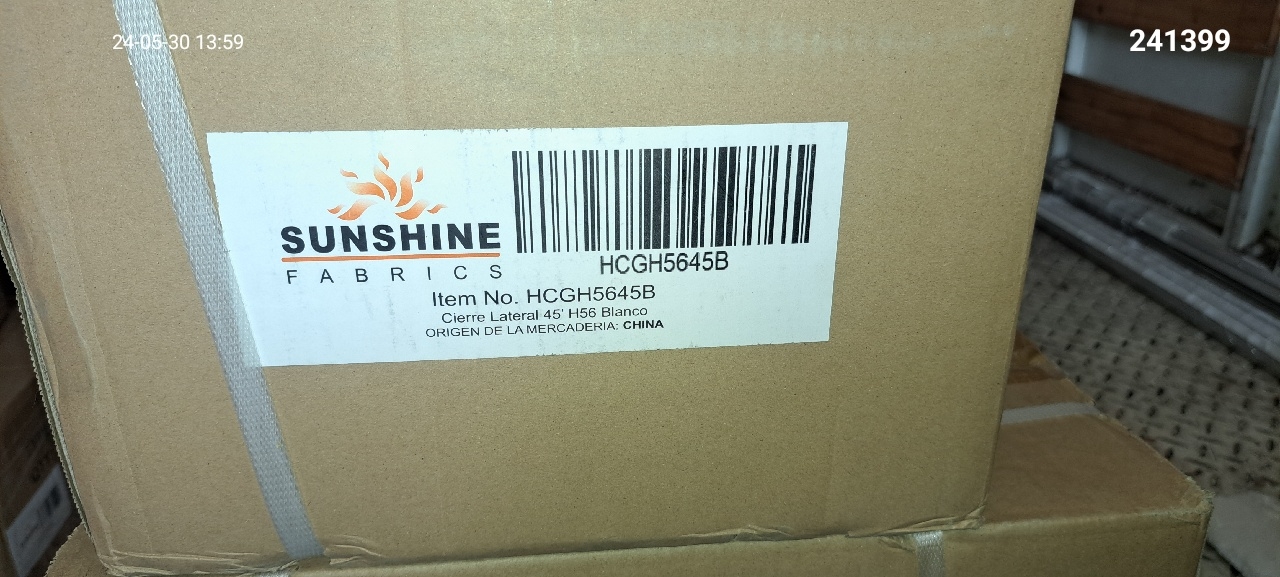 24-05-30 13:59
241399
SUNSHINE
FABRICS
HCGH5645B
Item No. HCGH5645B
Cierre Lateral 45' H56 Blanco
ORIGEN DE LA MERCADERIA: CHINA